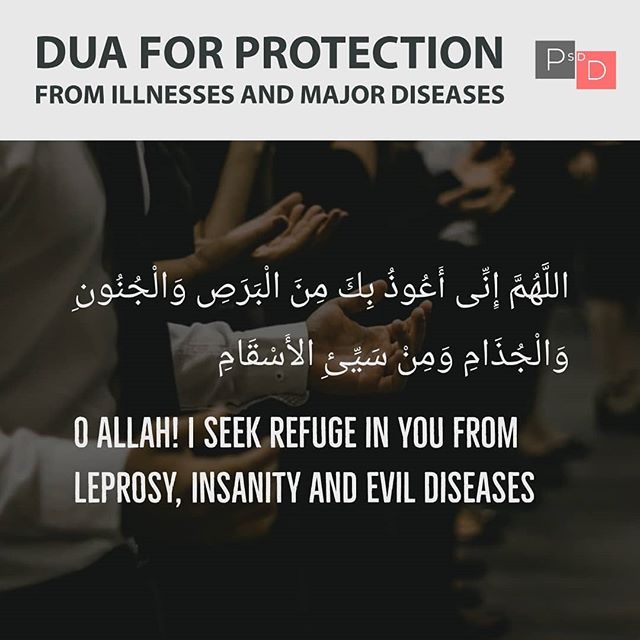 DUA FOR PROTECTION
FROM ILLNESSES AND MAJOR DISEASES
PSD D
اللَّهُمَّ إِنِّى أَعُوذُ بِكَ مِنَ الْبَرَصِ وَالْجُنُونِ
وَالْجُذَامِ وَمِنْ سَيِّئِ الأَسْقَامِ
O ALLAH! I SEEK REFUGE IN YOU FROM
LEPROSY, INSANITY AND EVIL DISEASES